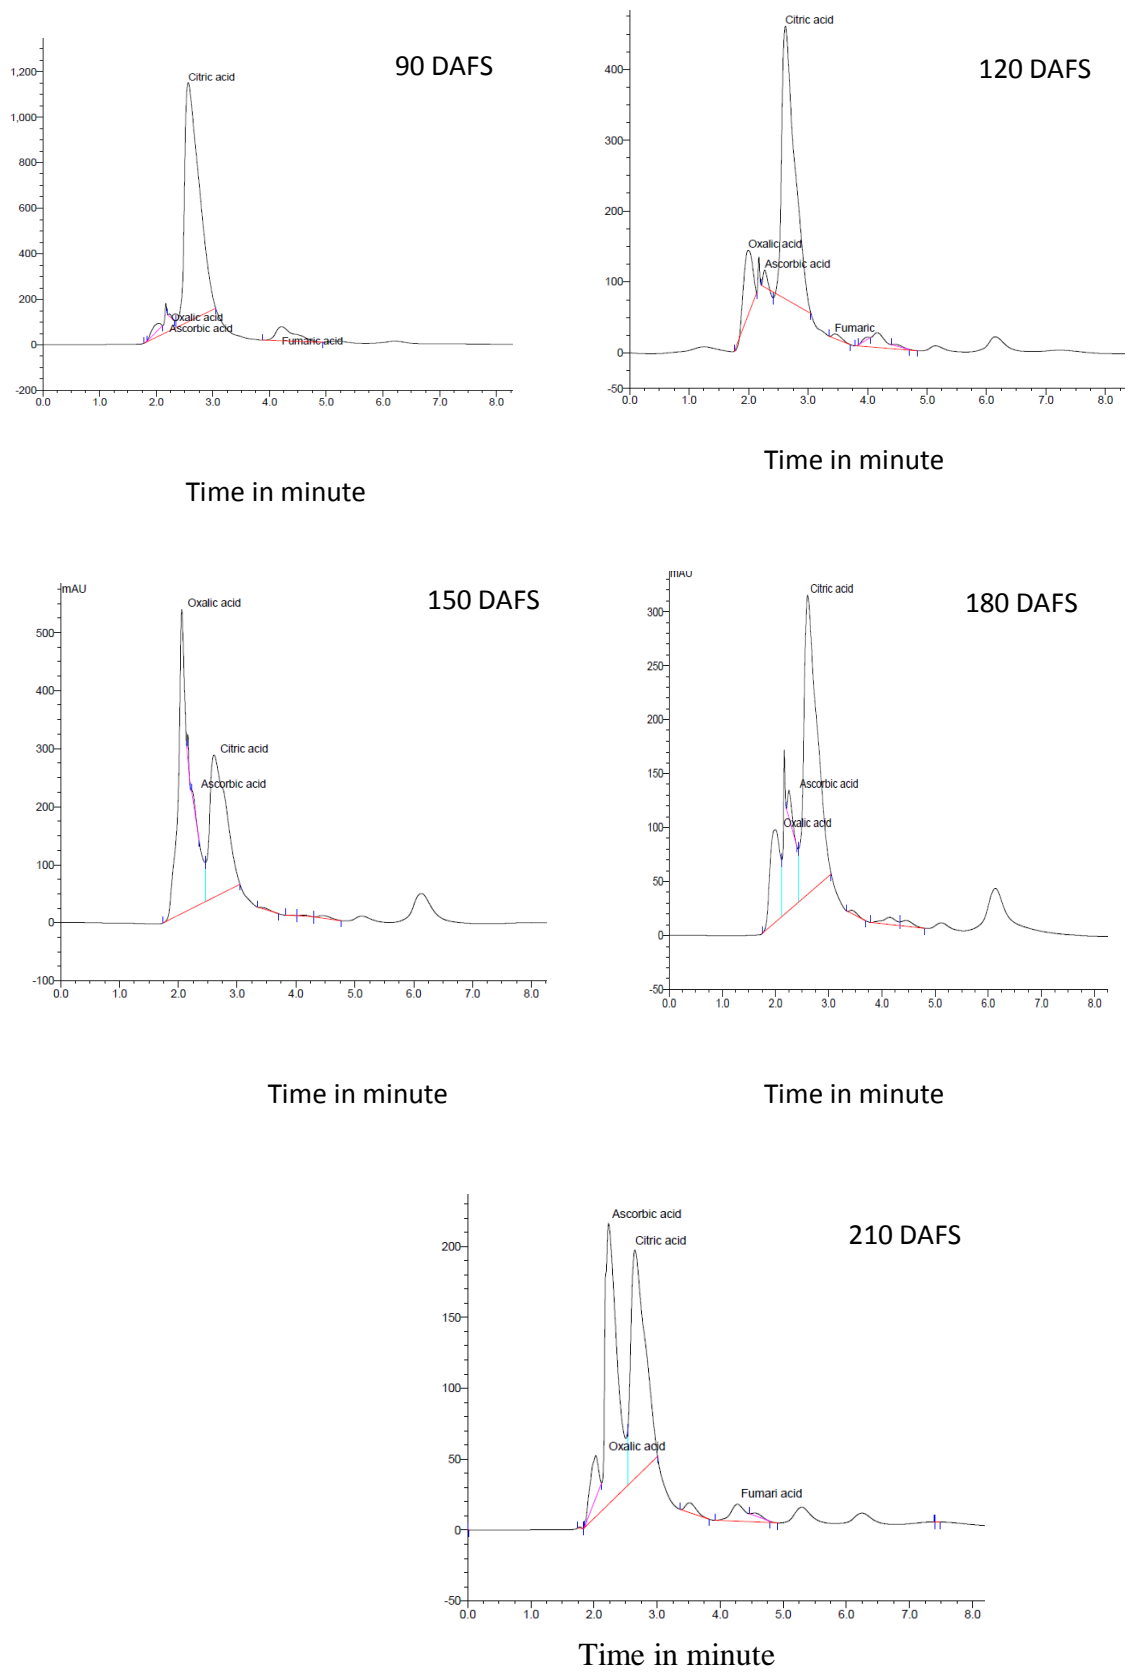 90 DAFS
Citric acid
Oxalic acid
Ascorbic acid
Fumaric acid
1,200
1,000
800
600
400
200
0
-200
0.0 1.0 2.0 3.0 4.0 5.0 6.0 7.0 8.0
Time in minute
120 DAFS
Citric acid
Oxalic acid
Ascorbic acid
Fumaric
400
300
200
100
0
-50
0.0 1.0 2.0 3.0 4.0 5.0 6.0 7.0 8.0
Time in minute
mAU
150 DAFS
Oxalic acid
Citric acid
Ascorbic acid
500
400
300
200
100
0
-100
0.0 1.0 2.0 3.0 4.0 5.0 6.0 7.0 8.0
Time in minute
mAU
180 DAFS
Citric acid
Ascorbic acid
Oxalic acid
300
250
200
150
100
50
0
-50
0.0 1.0 2.0 3.0 4.0 5.0 6.0 7.0 8.0
Time in minute
210 DAFS
Ascorbic acid
Citric acid
Oxalic acid
Fumari acid
200
150
100
50
0
-50
0.0 1.0 2.0 3.0 4.0 5.0 6.0 7.0 8.0
Time in minute